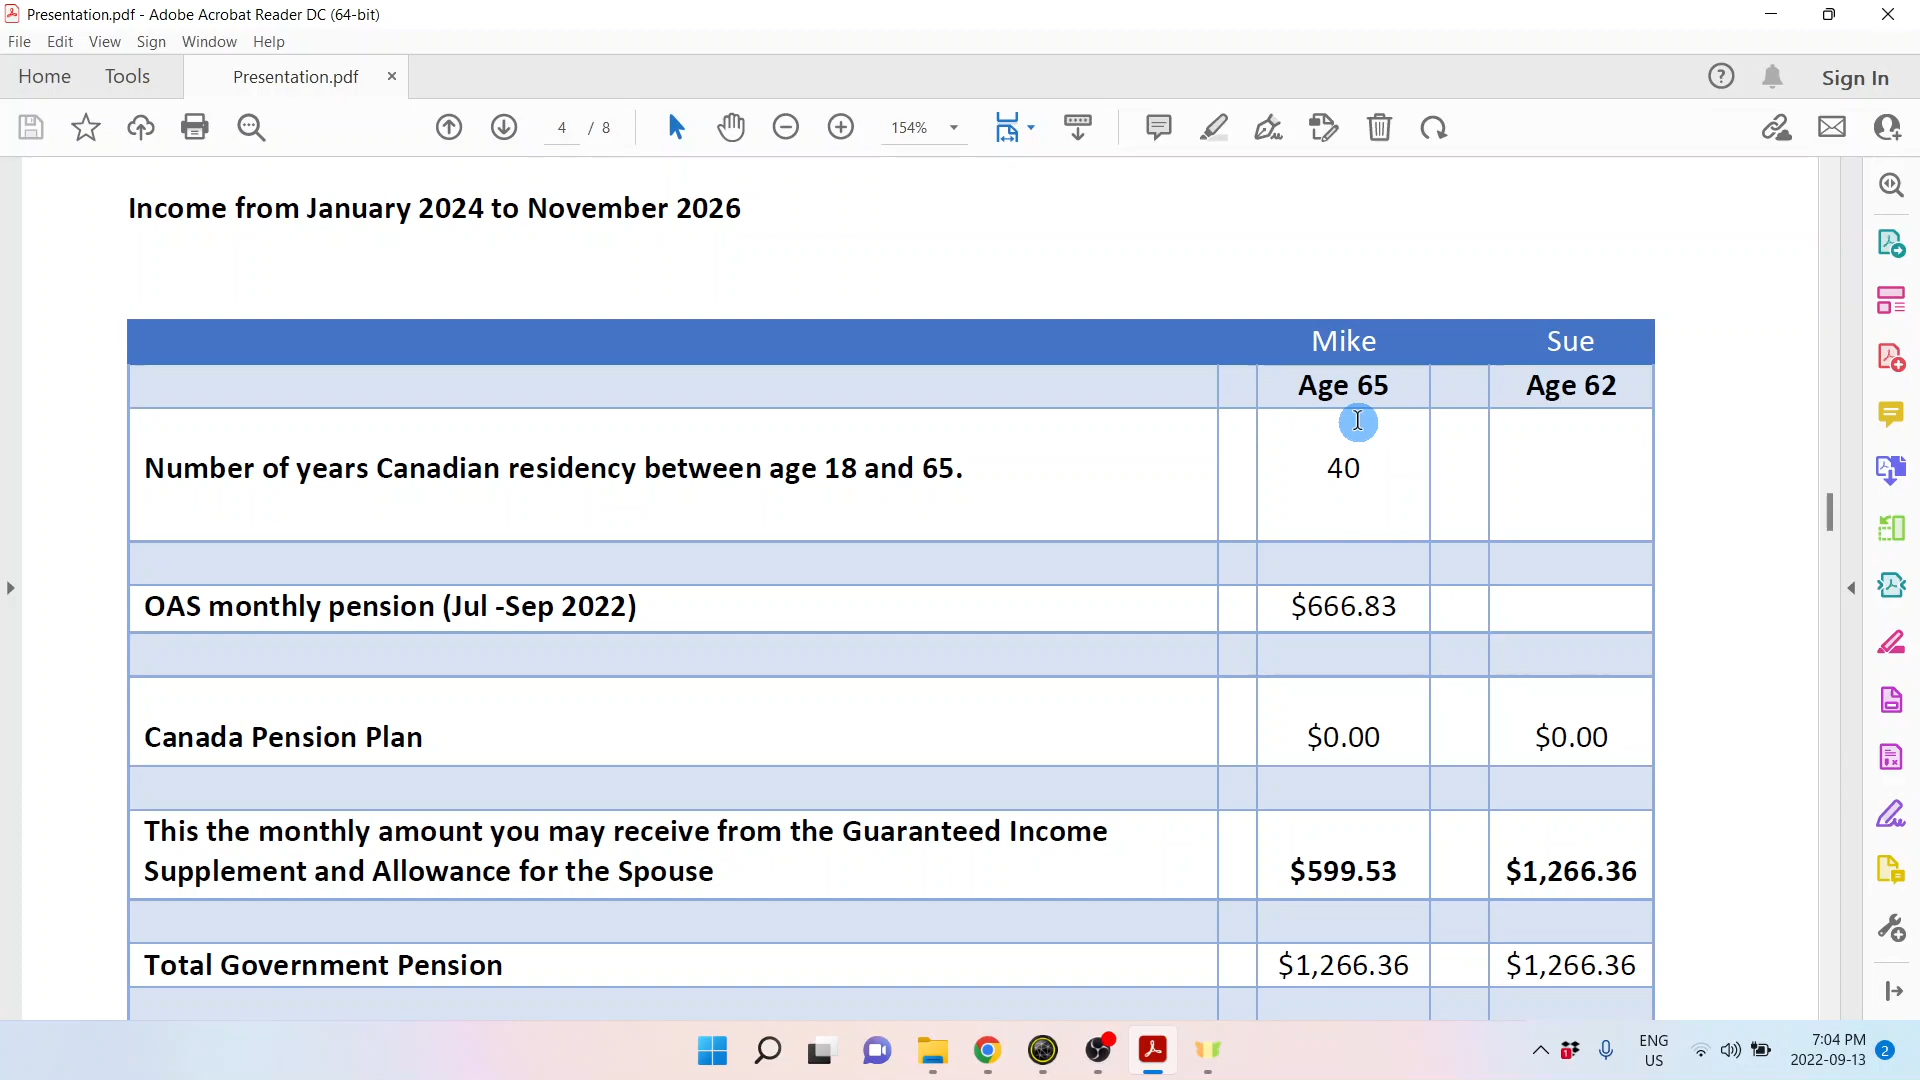 Presentation.pdf - Adobe Acrobat Reader DC (64-bit)
File Edit View Sign Window Help
Home Tools Presentation.pdf × Sign In
4 / 8 154%
Income from January 2024 to November 2026
Mike Sue
Age 65 Age 62
Number of years Canadian residency between age 18 and 65. 40
OAS monthly pension (Jul -Sep 2022) $666.83
Canada Pension Plan $0.00 $0.00
This the monthly amount you may receive from the Guaranteed Income
Supplement and Allowance for the Spouse $599.53 $1,266.36
Total Government Pension $1,266.36 $1,266.36
ENG 7:04 PM
US 2022-09-13 2
1